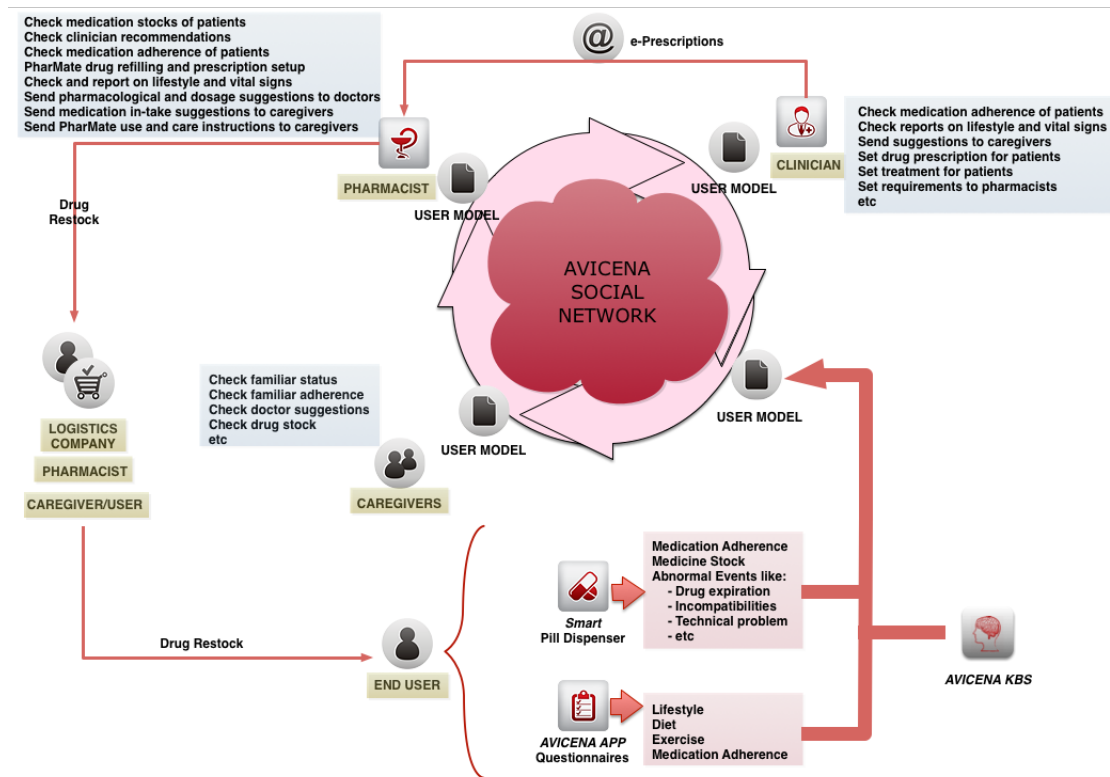 Check medication stocks of patients
Check clinician recommendations
Check medication adherence of patients
PharMate drug refilling and prescription setup
Check and report on lifestyle and vital signs
Send pharmacological and dosage suggestions to doctors
Send medication in-take suggestions to caregivers
Send PharMate use and care instructions to caregivers
@
e-Prescriptions
Check medication adherence of patients
Check reports on lifestyle and vital signs
Send suggestions to caregivers
Set drug prescription for patients
Set treatment for patients
Set requirements to pharmacists
etc
CLINICIAN
USER MODEL
PHARMACIST
USER MODEL
Drug
Restock
AVICENA
SOCIAL
NETWORK
LOGISTICS
COMPANY
PHARMACIST
CAREGIVER/USER
Check familiar status
Check familiar adherence
Check doctor suggestions
Check drug stock
etc
CAREGIVERS
USER MODEL
USER MODEL
Drug Restock
END USER
Smart
Pill Dispenser
Medication Adherence
Medicine Stock
Abnormal Events like:
- Drug expiration
- Incompatibilities
- Technical problem
- etc
AVICENA APP
Questionnaires
Lifestyle
Diet
Exercise
Medication Adherence
AVICENA KBS